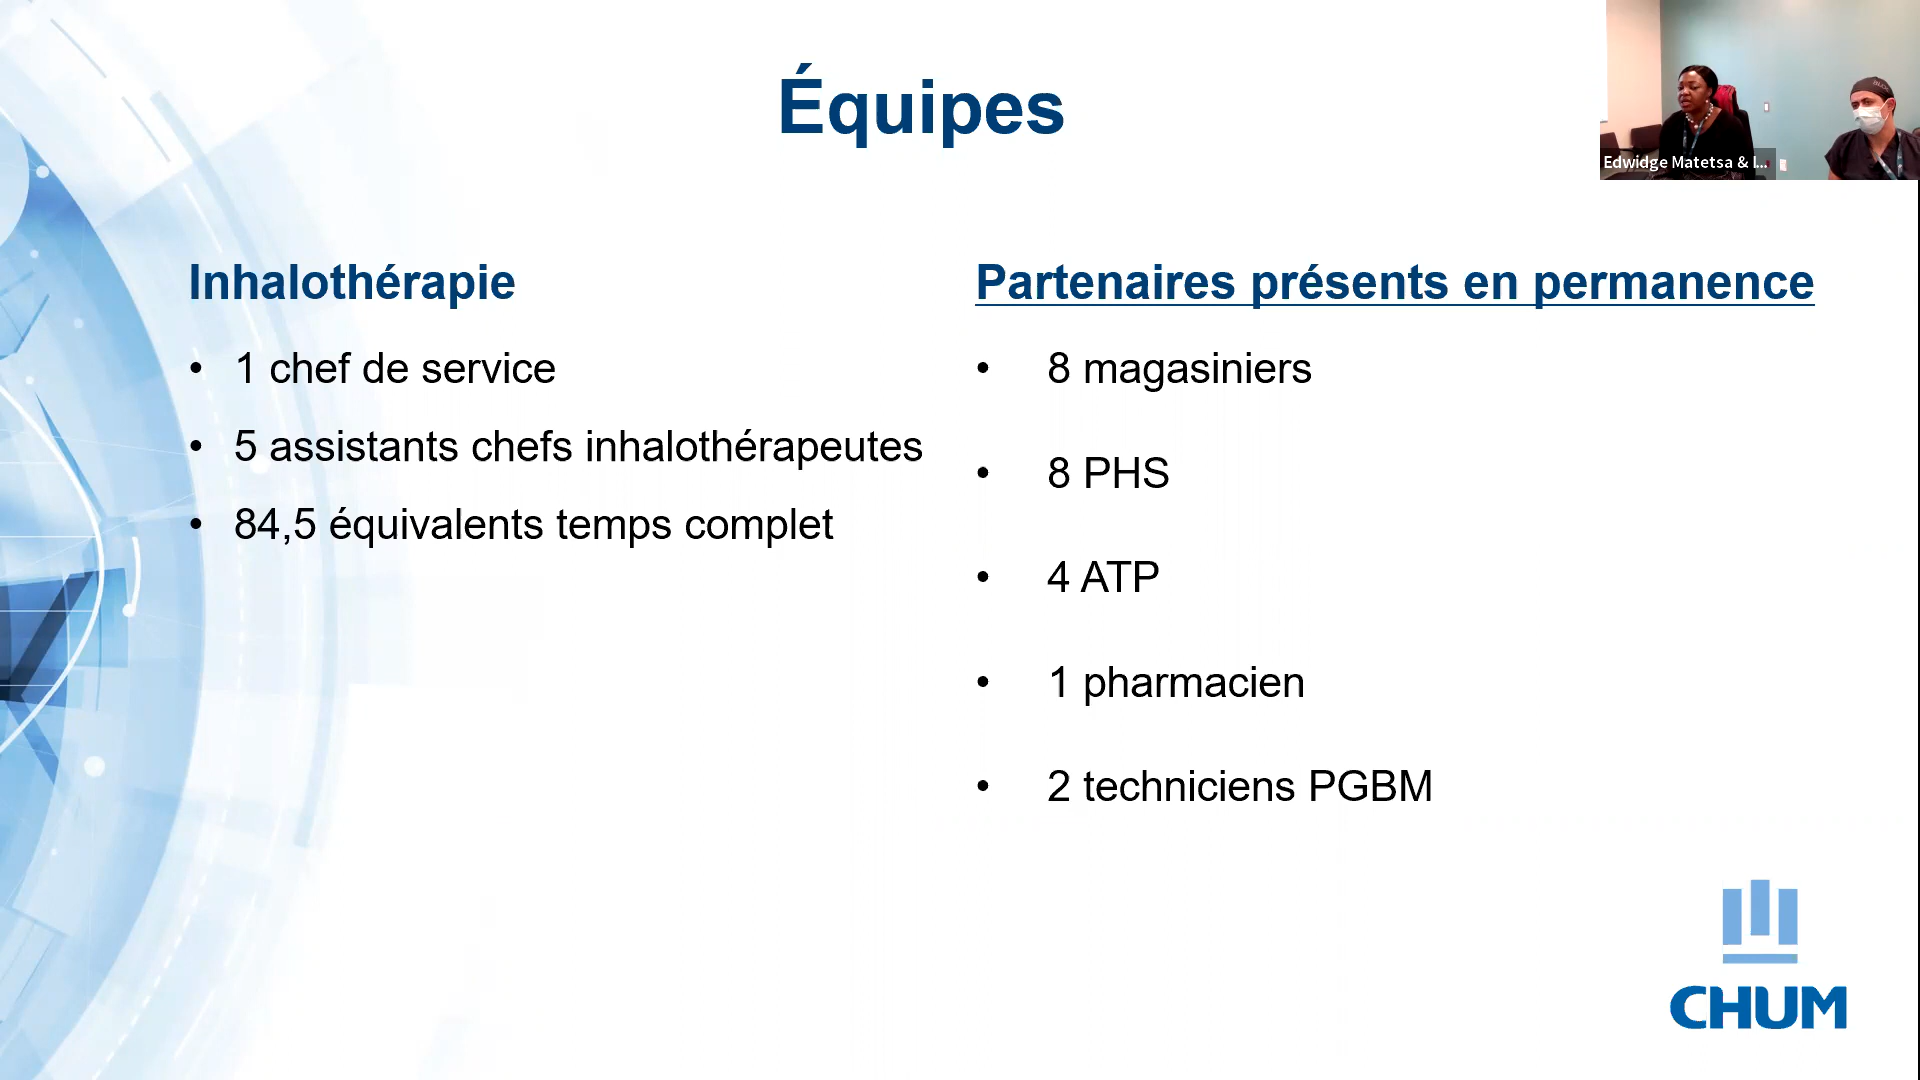 Équipes
Edwidge Matetsa & I...
Inhalothérapie
• 1 chef de service
• 5 assistants chefs inhalothérapeutes
• 84,5 équivalents temps complet
Partenaires présents en permanence
• 8 magasiniers
• 8 PHS
• 4 ATP
• 1 pharmacien
• 2 techniciens PGBM
CHUM